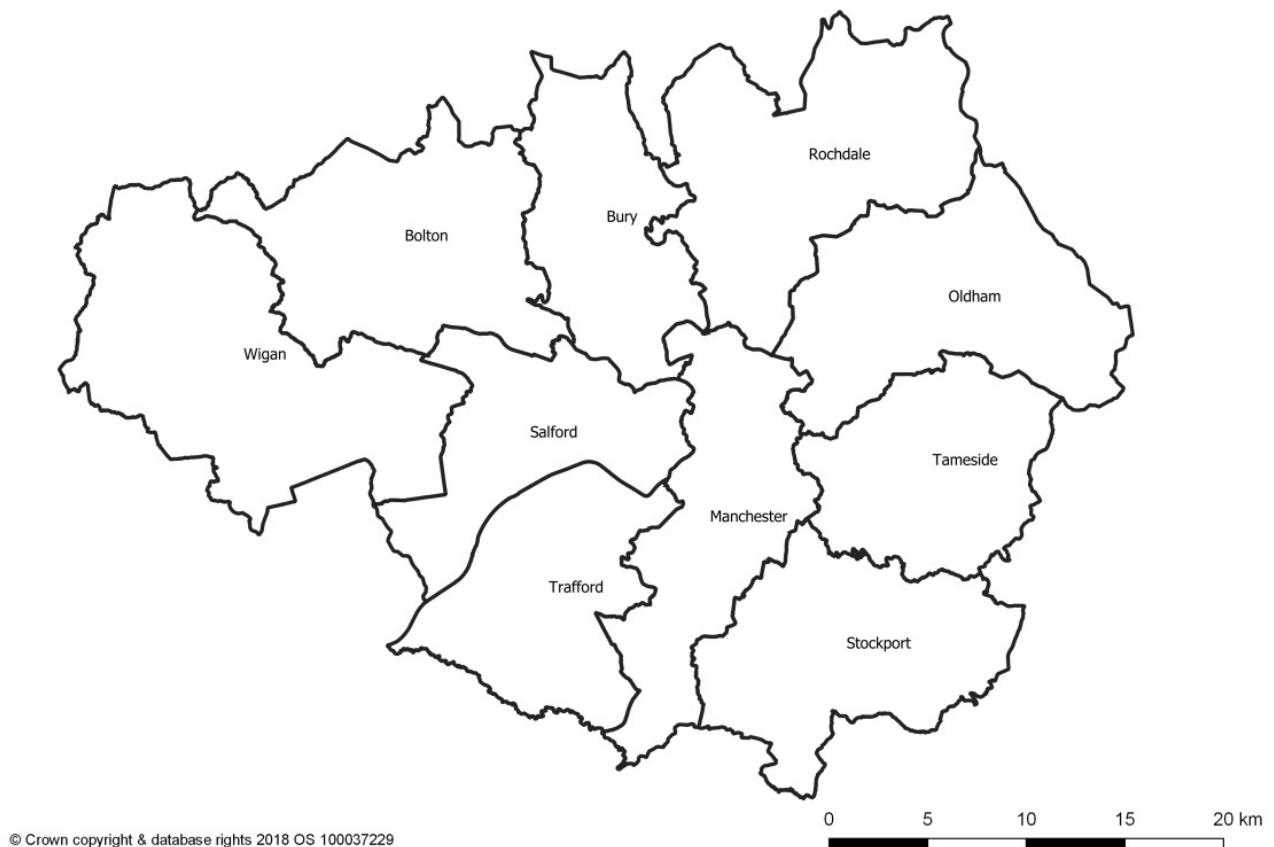 Rochdale
Bury
Bolton
Oldham
Wigan
Salford
Tameside
Manchester
Trafford
Stockport
0 5 10 15 20 km
© Crown copyright & database rights 2018 OS 100037229